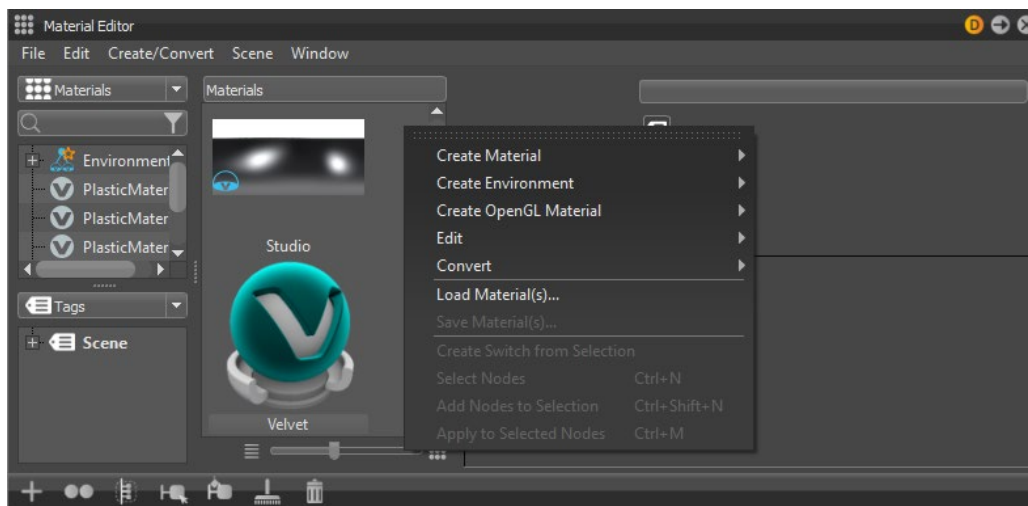 Material Editor
D
File Edit Create/Convert Scene Window
Materials
Materials
Environment
PlasticMater
PlasticMater
PlasticMater
Tags
Scene
Studio
Velvet
Create Material
Create Environment
Create OpenGL Material
Edit
Convert
Load Material(s)...
Save Material(s)...
Create Switch from Selection
Select Nodes Ctrl+N
Add Nodes to Selection Ctrl+Shift+N
Apply to Selected Nodes Ctrl+M